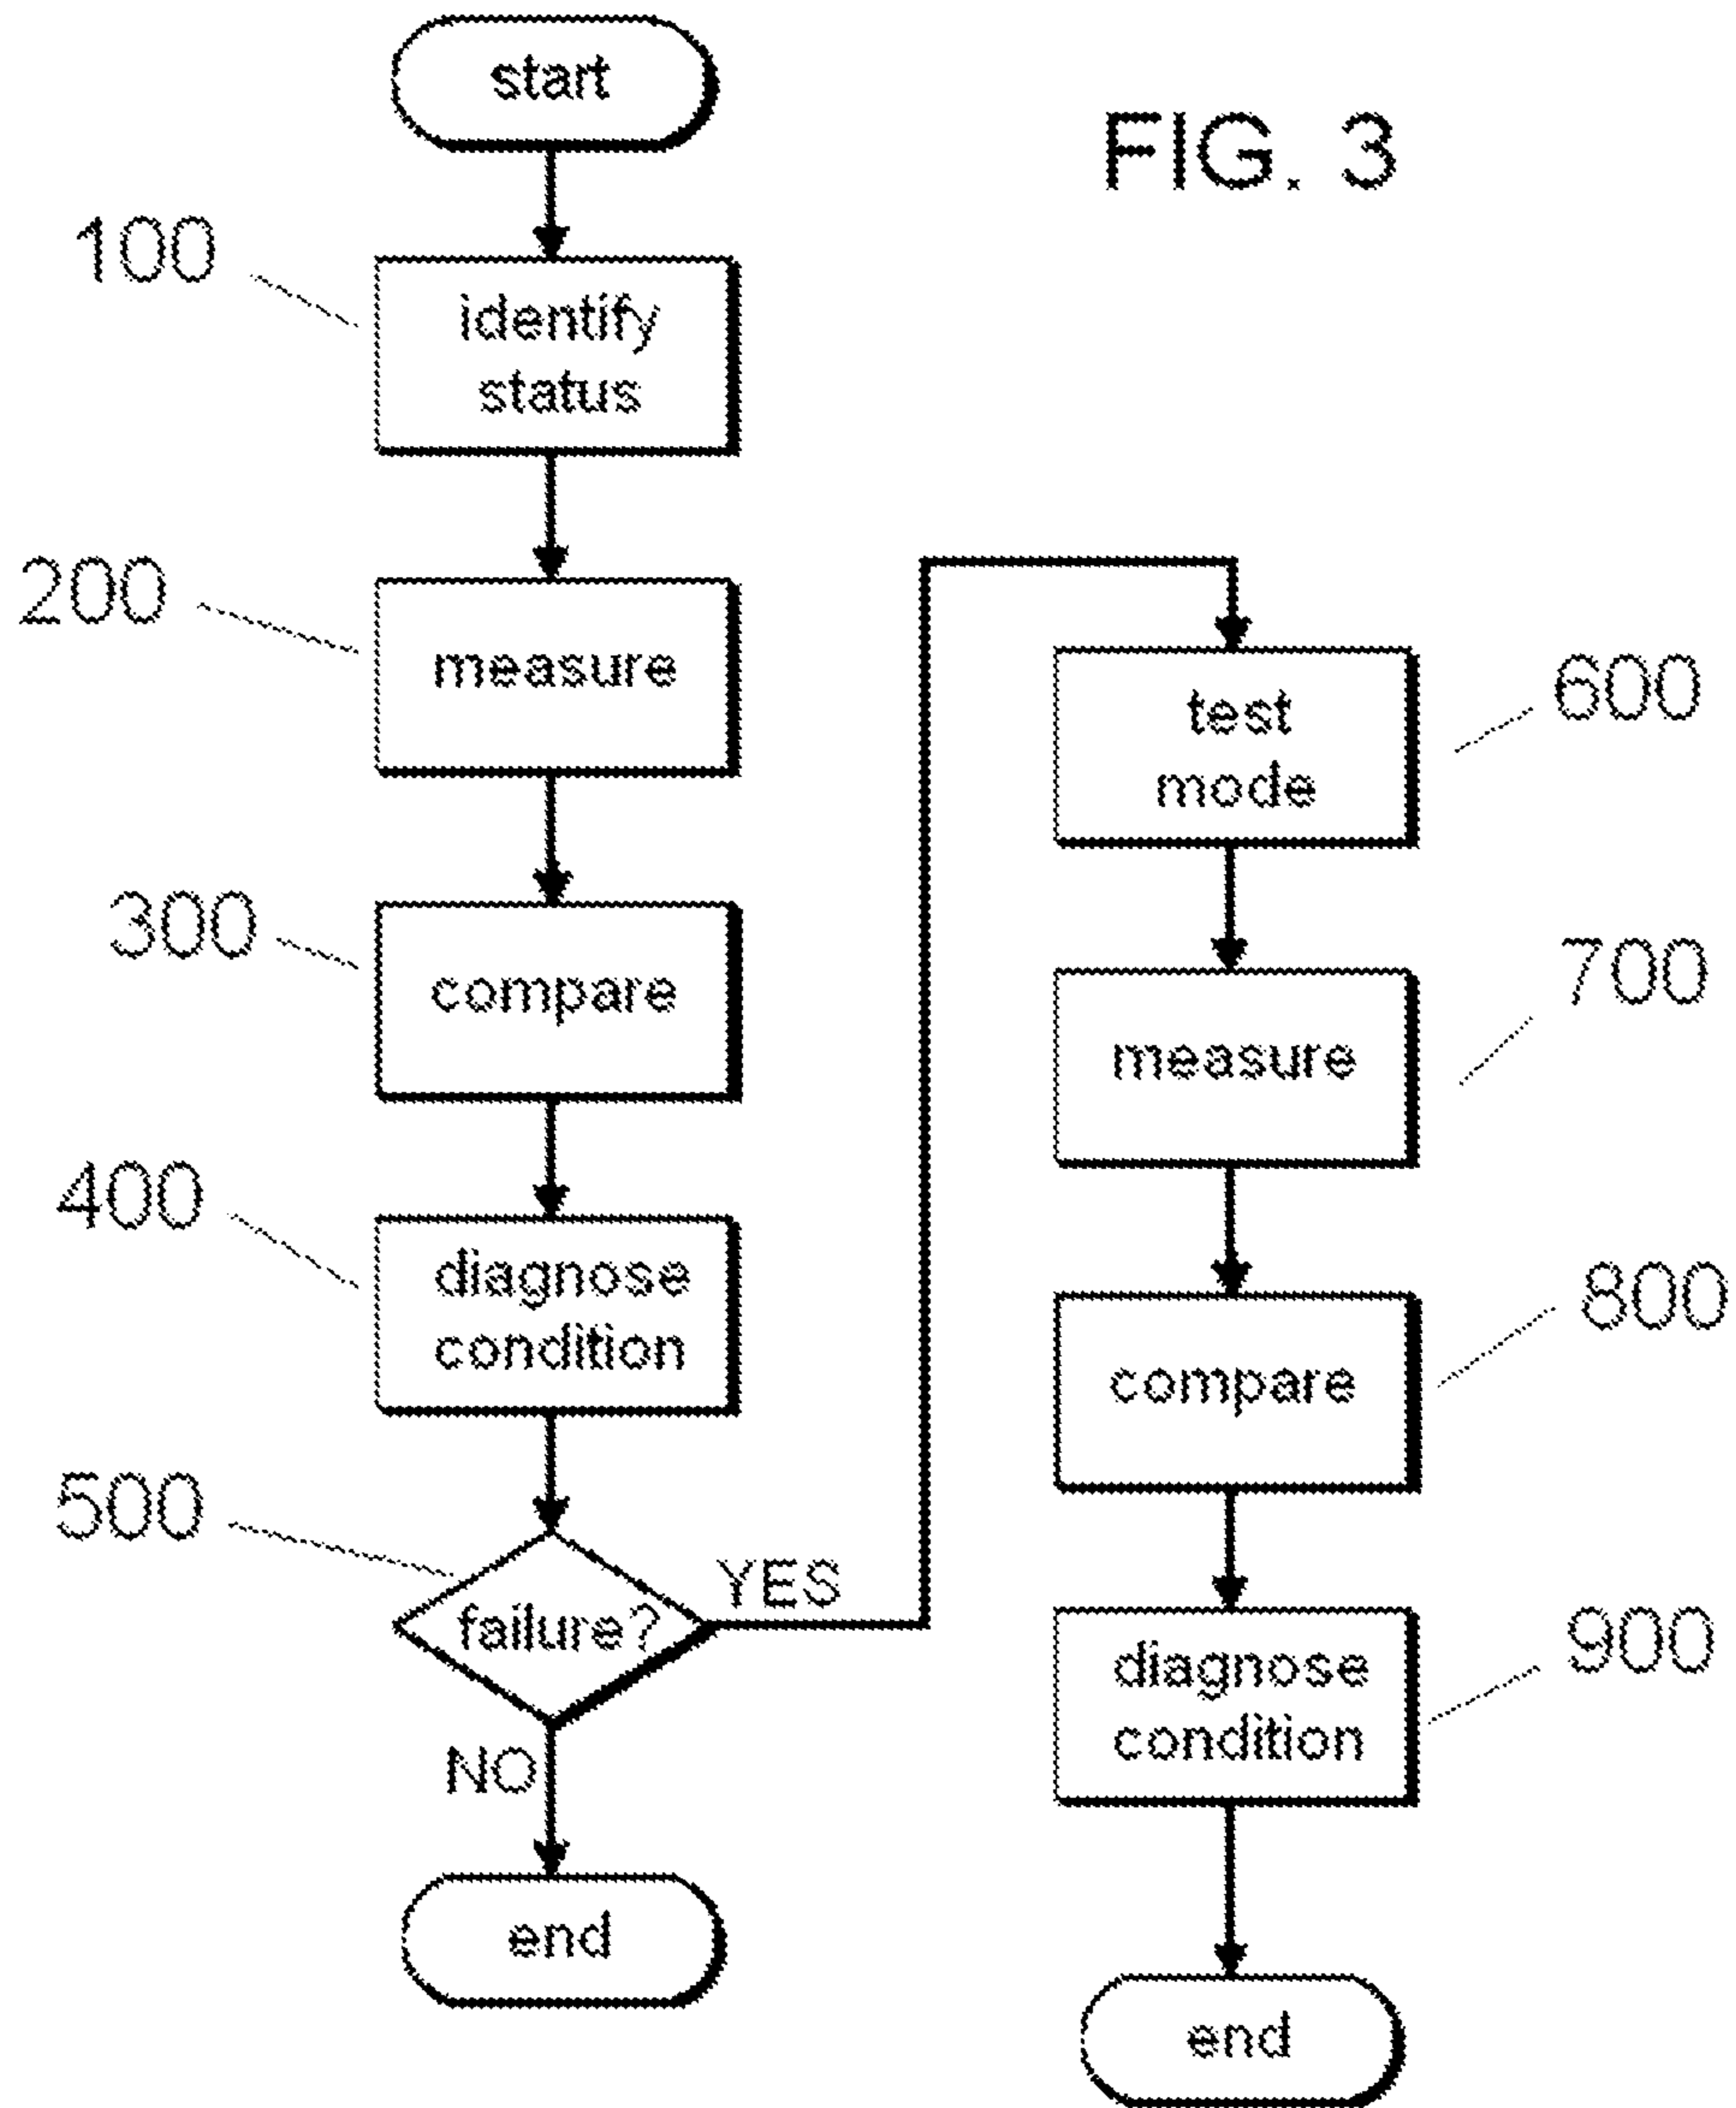 start
FIG. 3
100
identify
status
200
measure
300
compare
400
diagnose
condition
500
failure?
YES
NO
end
600
test
mode
700
measure
800
compare
900
diagnose
condition
end